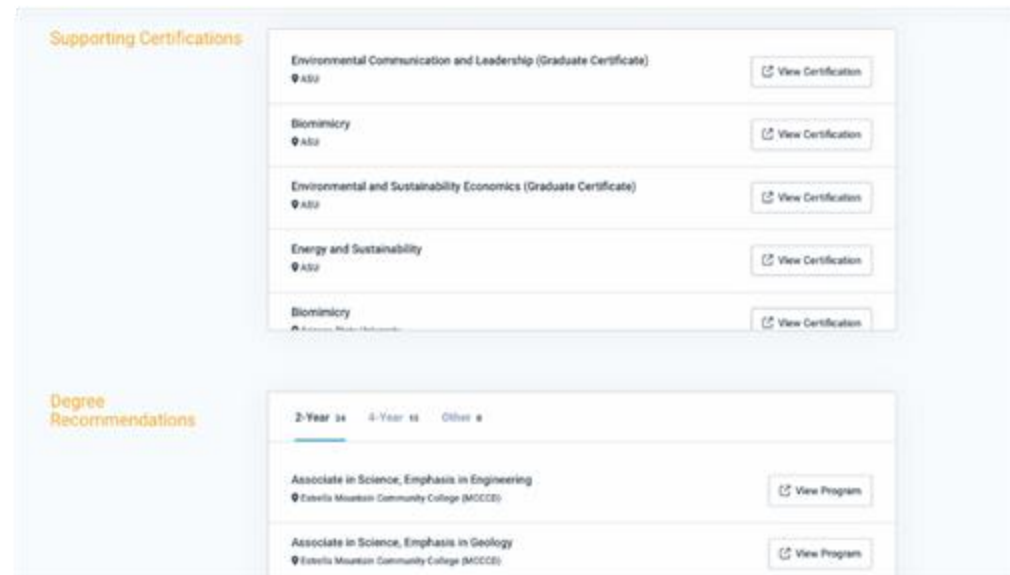 Supporting Certifications
Environmental Communication and Leadership (Graduate Certificate)
ASU
View Certification
Biomimicry
ASU
View Certification
Environmental and Sustainability Economics (Graduate Certificate)
ASU
View Certification
Energy and Sustainability
ASU
View Certification
Biomimicry
View Certification
Degree
Recommendations
2-Year 24 4-Year Other
Associate in Science, Emphasis in Engineering
Estrella Mountain Community College (MCCCD)
View Program
Associate in Science, Emphasis in Geology
Estrella Mountain Community College (MCCCD)
View Program